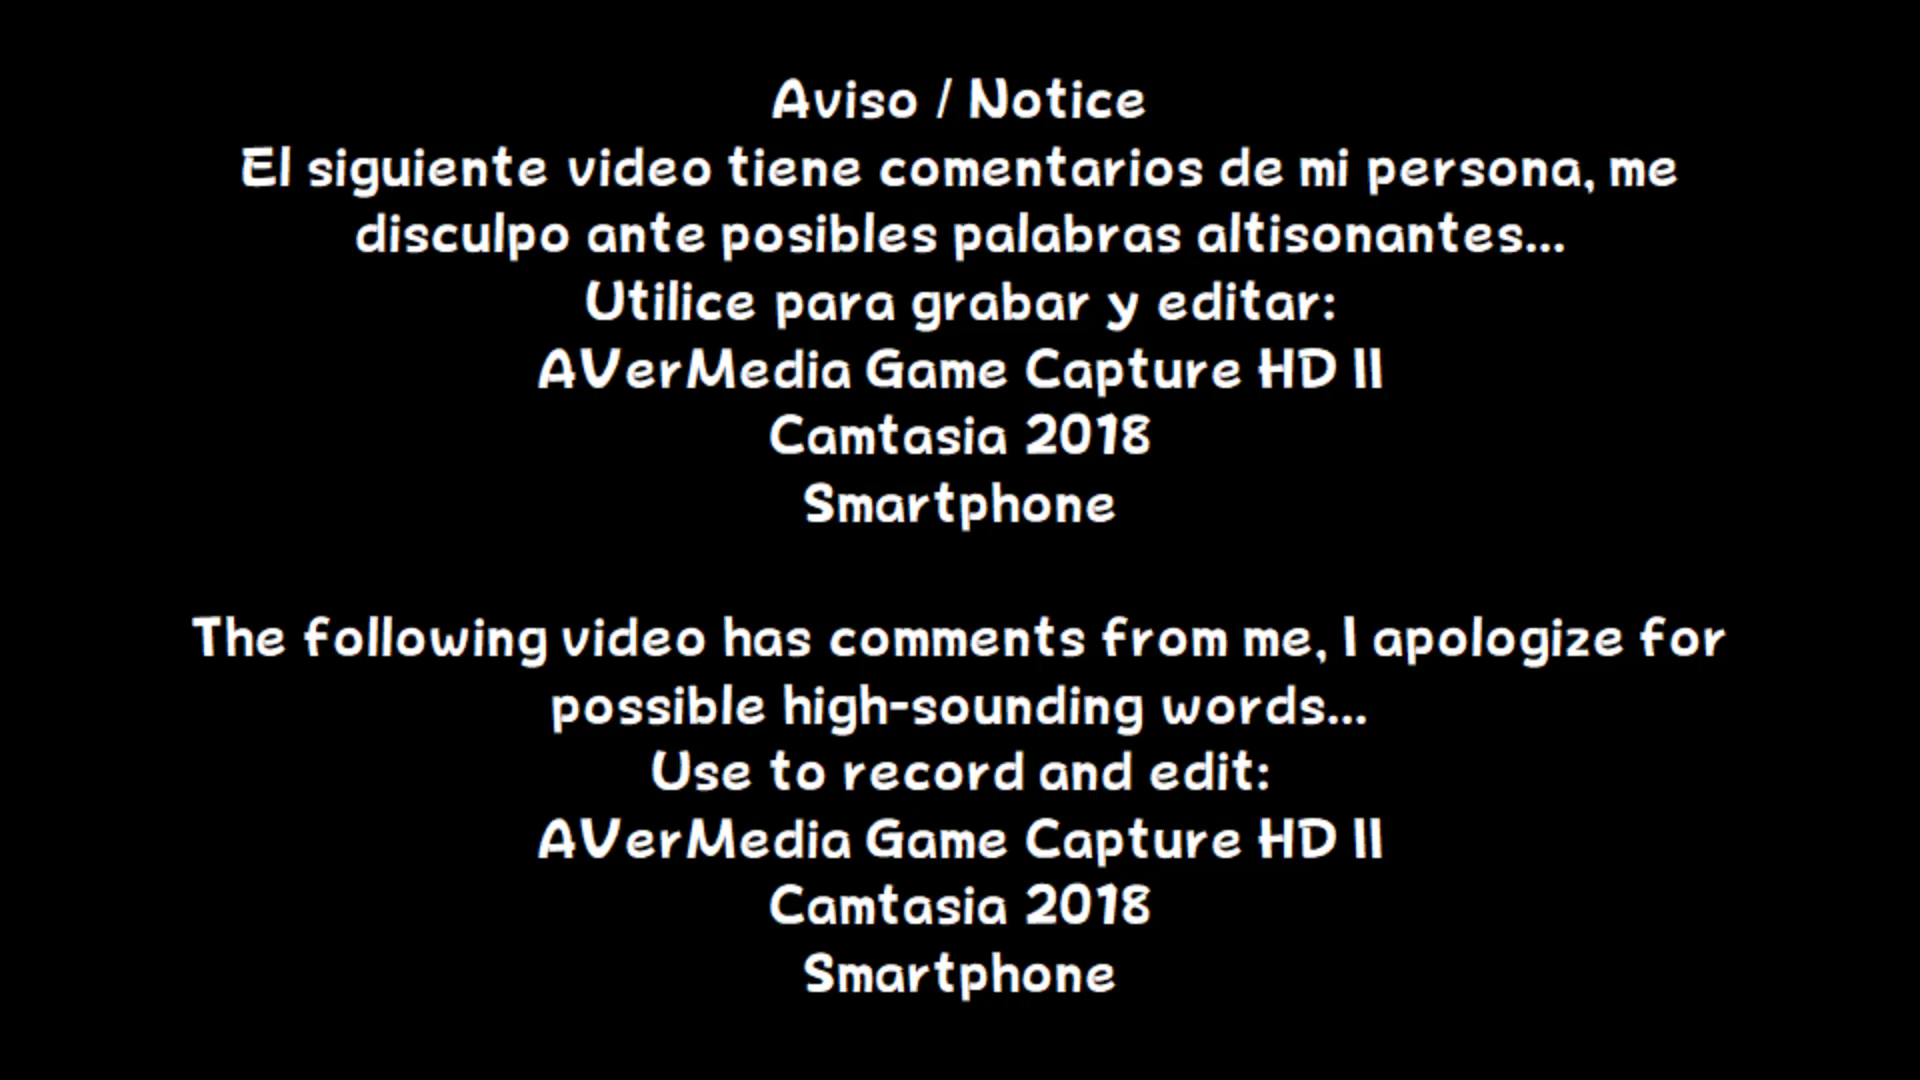 Aviso / Notice
El siguiente video tiene comentarios de mi persona, me
disculpo ante posibles palabras altisonantes...
Utilice para grabar y editar:
AVerMedia Game Capture HD II
Camtasia 2018
Smartphone
The following video has comments from me, I apologize for
possible high-sounding words...
Use to record and edit:
AVerMedia Game Capture HD II
Camtasia 2018
Smartphone